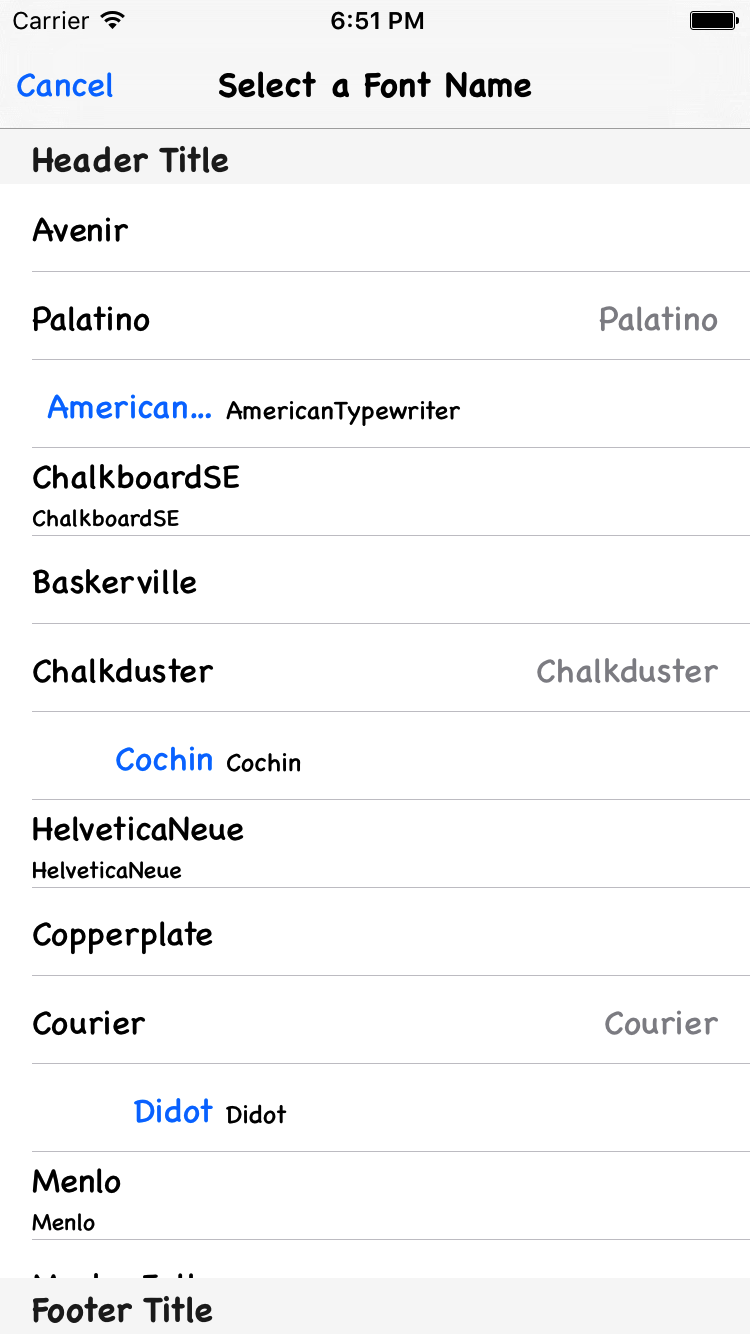 Carrier 6:51 PM
Cancel Select a Font Name
Header Title
Avenir
Palatino Palatino
American... AmericanTypewriter
ChalkboardSE
ChalkboardSE
Baskerville
Chalkduster Chalkduster
Cochin Cochin
HelveticaNeue
HelveticaNeue
Copperplate
Courier Courier
Didot Didot
Menlo
Menlo
Footer Title